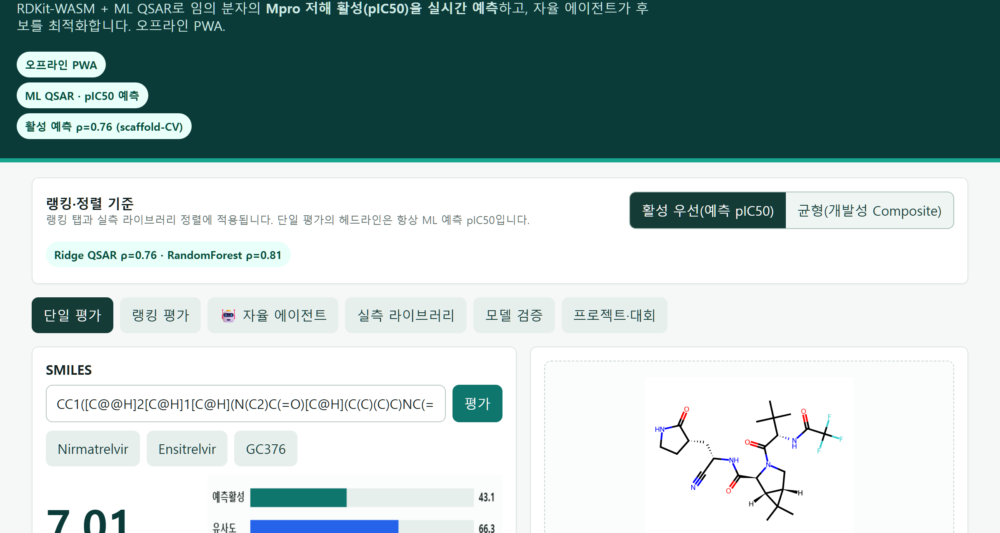 RDKit-WASM + ML QSAR로 임의 분자의 Mpro 저해 활성(pIC50)을 실시간 예측하고, 자율 에이전트가 후
보를 최적화합니다. 오프라인 PWA.
오프라인 PWA
ML QSAR · pIC50 예측
활성 예측 ρ=0.76 (scaffold-CV)
랭킹·정렬 기준
랭킹 탭과 실측 라이브러리 정렬에 적용됩니다. 단일 평가의 헤드라인은 항상 ML 예측 pIC50입니다.
활성 우선(예측 pIC50)
균형(개발성 Composite)
Ridge QSAR ρ=0.76 · RandomForest ρ=0.81
단일 평가
랭킹 평가
🤖 자율 에이전트
실측 라이브러리
모델 검증
프로젝트·대회
SMILES
CC1([C@@H]2[C@H]1[C@H](N(C2)C(=O)[C@H](C(C)(C)C)NC(=
평가
Nirmatrelvir
Ensitrelvir
GC376
7.01
예측활성
43.1
유사도
66.3
O
HN
N
NH
O
O
N
O
N
H
F
F
F
H
H